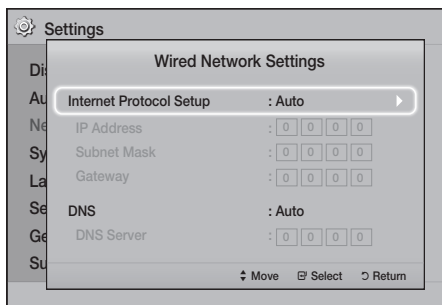 Settings
Wired Network Settings
Di
Au
Internet Protocol Setup : Auto
Ne
IP Address : 0 0 0 0
Sy
Subnet Mask : 0 0 0 0
La
Gateway : 0 0 0 0
Se
DNS : Auto
Ge
DNS Server : 0 0 0 0
Su
Move Select Return